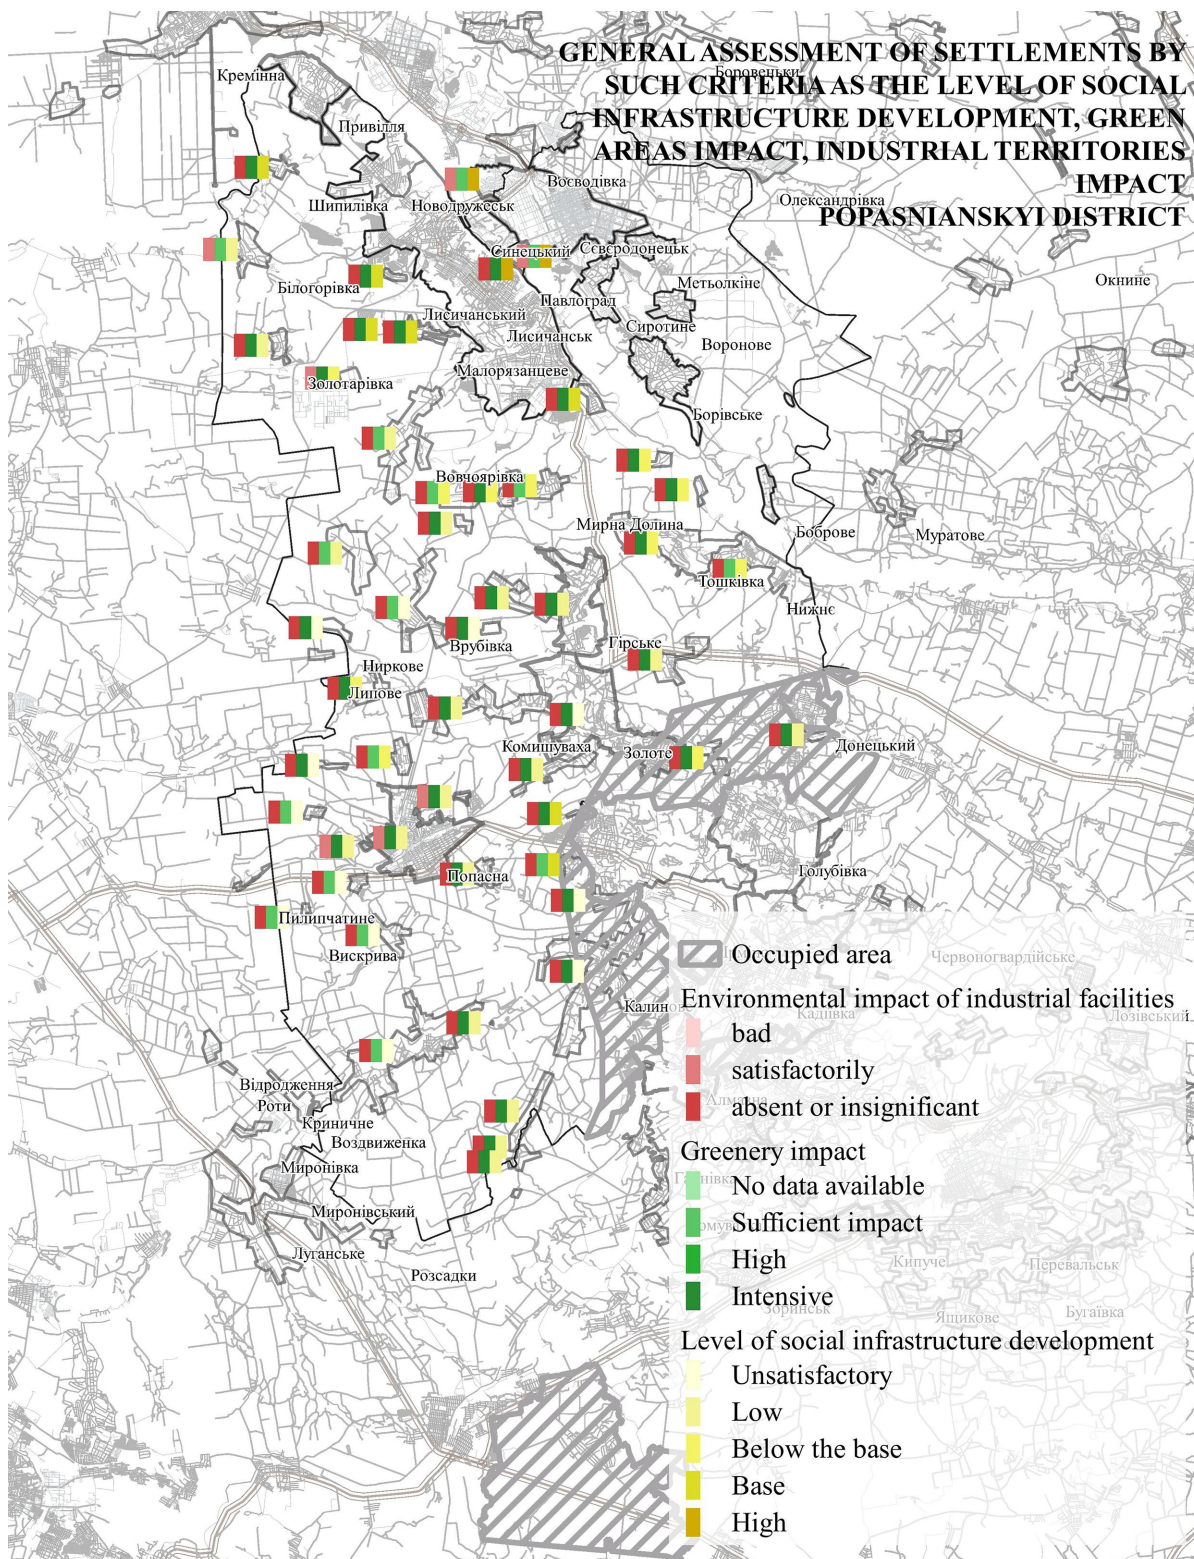 GENERAL ASSESSMENT OF SETTLEMENTS BY
SUCH CRITERIA AS THE LEVEL OF SOCIAL
INFRASTRUCTURE DEVELOPMENT, GREEN
AREAS IMPACT, INDUSTRIAL TERRITORIES
IMPACT
POPASNIANSKYI DISTRICT
Боровеньки
Кремінна
Привілля
Воєводівка
Олександрівка
Шипилівка
Новодружеськ
Синецький
Сєвєродонецьк
Окнине
Білогорівка
Метьолкіне
Павлоград
Лисичанський
Сиротине
Лисичанськ
Воронове
Малорязанцеве
Золотарівка
Борівське
Вовчоярівка
Мирна Долина
Боброве
Муратове
Тошківка
Нижнє
Врубівка
Гірське
Ниркове
Липове
Комишуваха
Золоте
Донецький
Голубівка
Попасна
Пилипчатине
Вискрива
Червоногвардійське
Кадіївка
Лозівський
Відродження
Роти
Криничне
Воздвиженка
Миронівка
Миронівський
Луганське
Розсадки
Кипуче
Перевальськ
Зоринськ
Ящикове
Бугаївка
Occupied area
Environmental impact of industrial facilities
bad
satisfactorily
absent or insignificant
Greenery impact
No data available
Sufficient impact
High
Intensive
Level of social infrastructure development
Unsatisfactory
Low
Below the base
Base
High